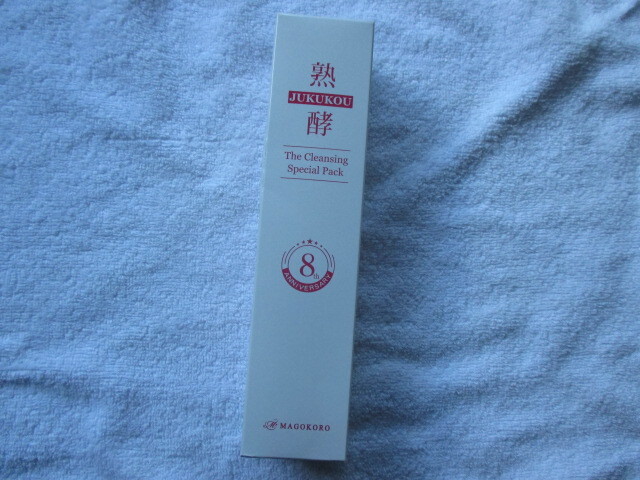 熟
JUKUKOU
酵
The Cleansing
Special Pack
8th
ANNIVERSARY
MAGOKORO